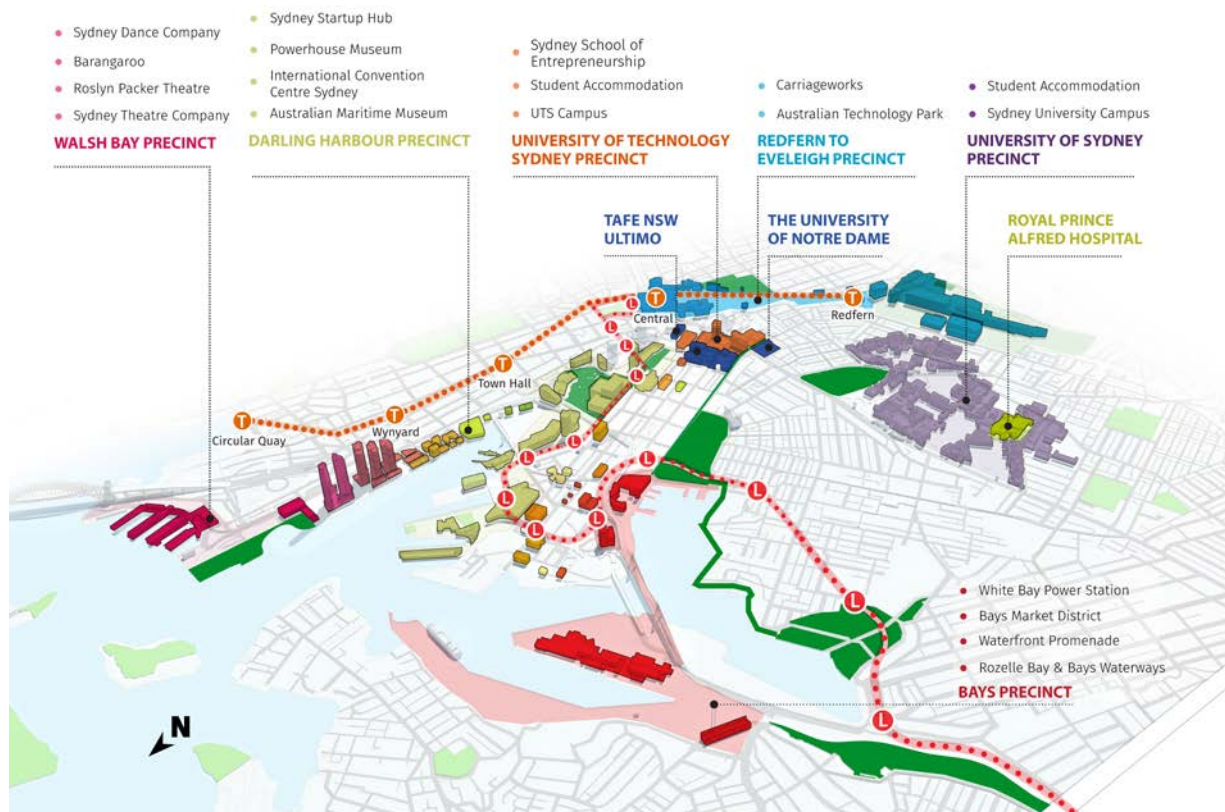 Sydney Dance Company
Barangaroo
Roslyn Packer Theatre
Sydney Theatre Company
WALSH BAY PRECINCT
Sydney Startup Hub
Powerhouse Museum
International Convention
Centre Sydney
Australian Maritime Museum
DARLING HARBOUR PRECINCT
Sydney School of
Entrepreneurship
Student Accommodation
UTS Campus
UNIVERSITY OF TECHNOLOGY
SYDNEY PRECINCT
Carriageworks
Australian Technology Park
REDFERN TO
EVELEIGH PRECINCT
Student Accommodation
Sydney University Campus
UNIVERSITY OF SYDNEY
PRECINCT
TAFE NSW
ULTIMO
THE UNIVERSITY
OF NOTRE DAME
ROYAL PRINCE
ALFRED HOSPITAL
T
Central
T
Redfern
T
Town Hall
T
Wynyard
T
Circular Quay
L
L
L
L
L
L
L
L
L
L
L
L
L
White Bay Power Station
Bays Market District
Waterfront Promenade
Rozelle Bay & Bays Waterways
BAYS PRECINCT
N